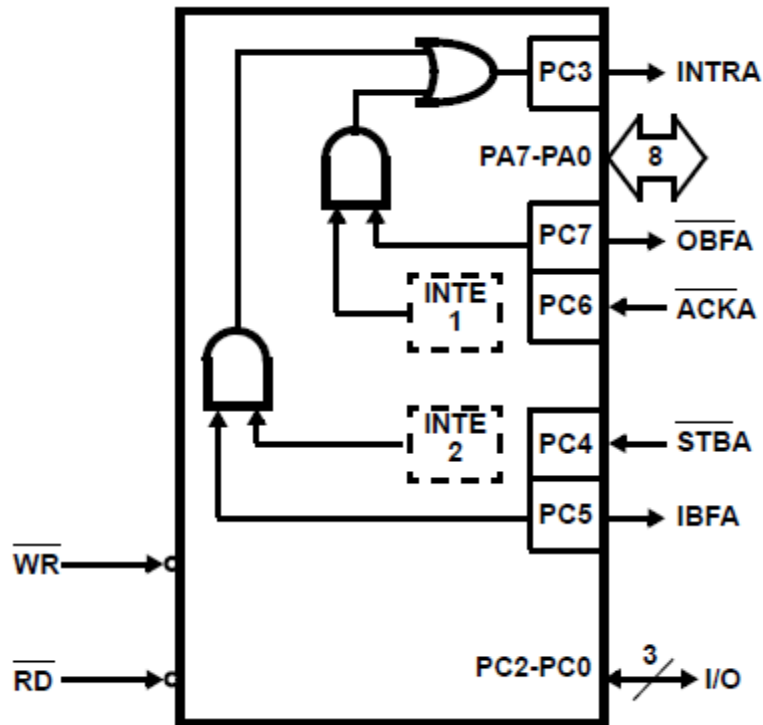 PC3 INTRA
PA7-PA0 8
PC7 OBFA
INTE
1
PC6 ACKA
INTE
2
PC4 STBA
PC5 IBFA
WR
PC2-PC0 3 I/O
RD